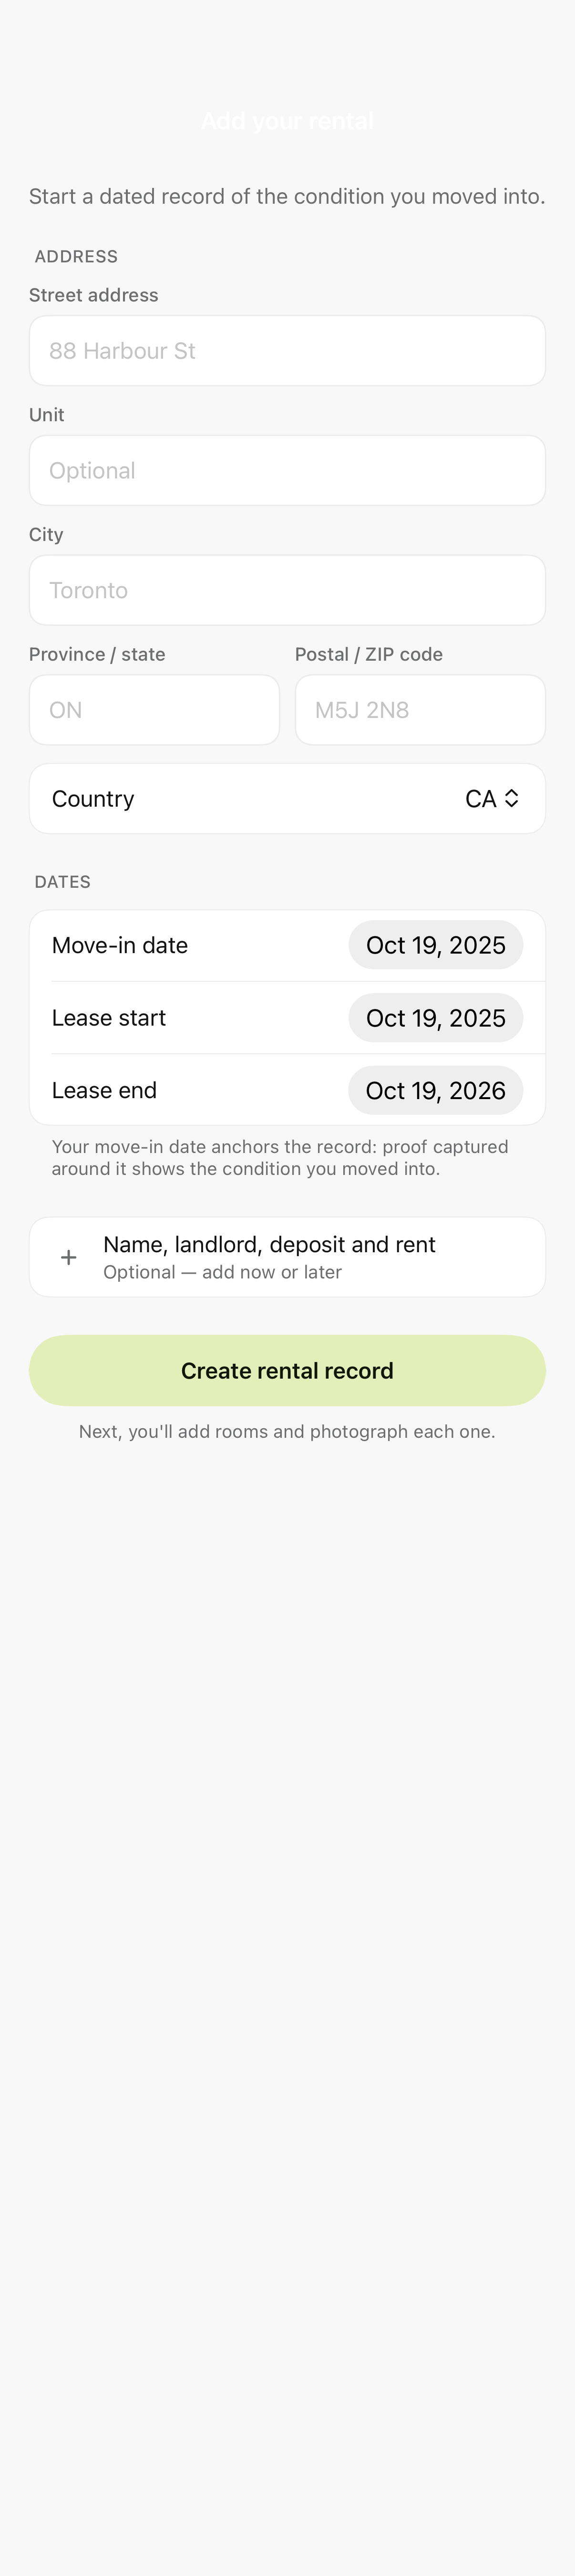 Add your rental
Start a dated record of the condition you moved into.
ADDRESS
Street address
88 Harbour St
Unit
Optional
City
Toronto
Province / state
Postal / ZIP code
ON
M5J 2N8
Country
CA
DATES
Move-in date
Oct 19, 2025
Lease start
Oct 19, 2025
Lease end
Oct 19, 2026
Your move-in date anchors the record: proof captured
around it shows the condition you moved into.
Name, landlord, deposit and rent
Optional — add now or later
Create rental record
Next, you'll add rooms and photograph each one.